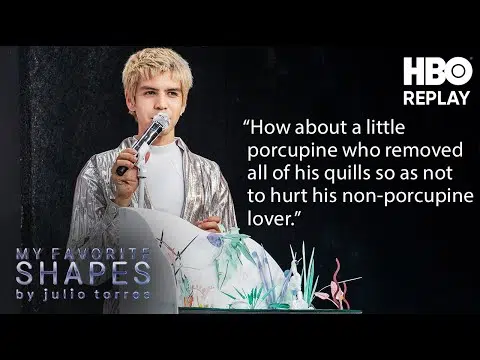 HBO
REPLAY
“How about a little
porcupine who removed
all of his quills so as not
to hurt his non-porcupine
lover.”
MY FAVORITE
SHAPES
by julio torres